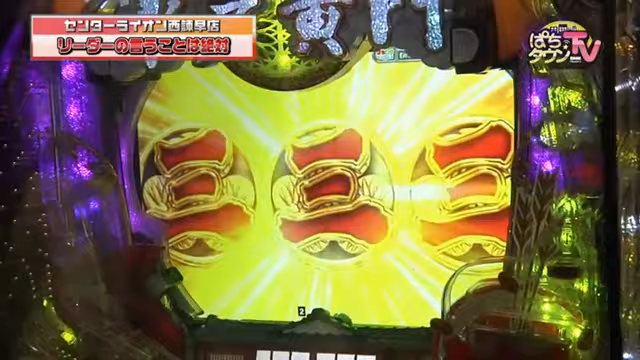 センターライオン西諫早店
リーダーの言うことは絶対
ぱちタウンTV
三 三 三
2